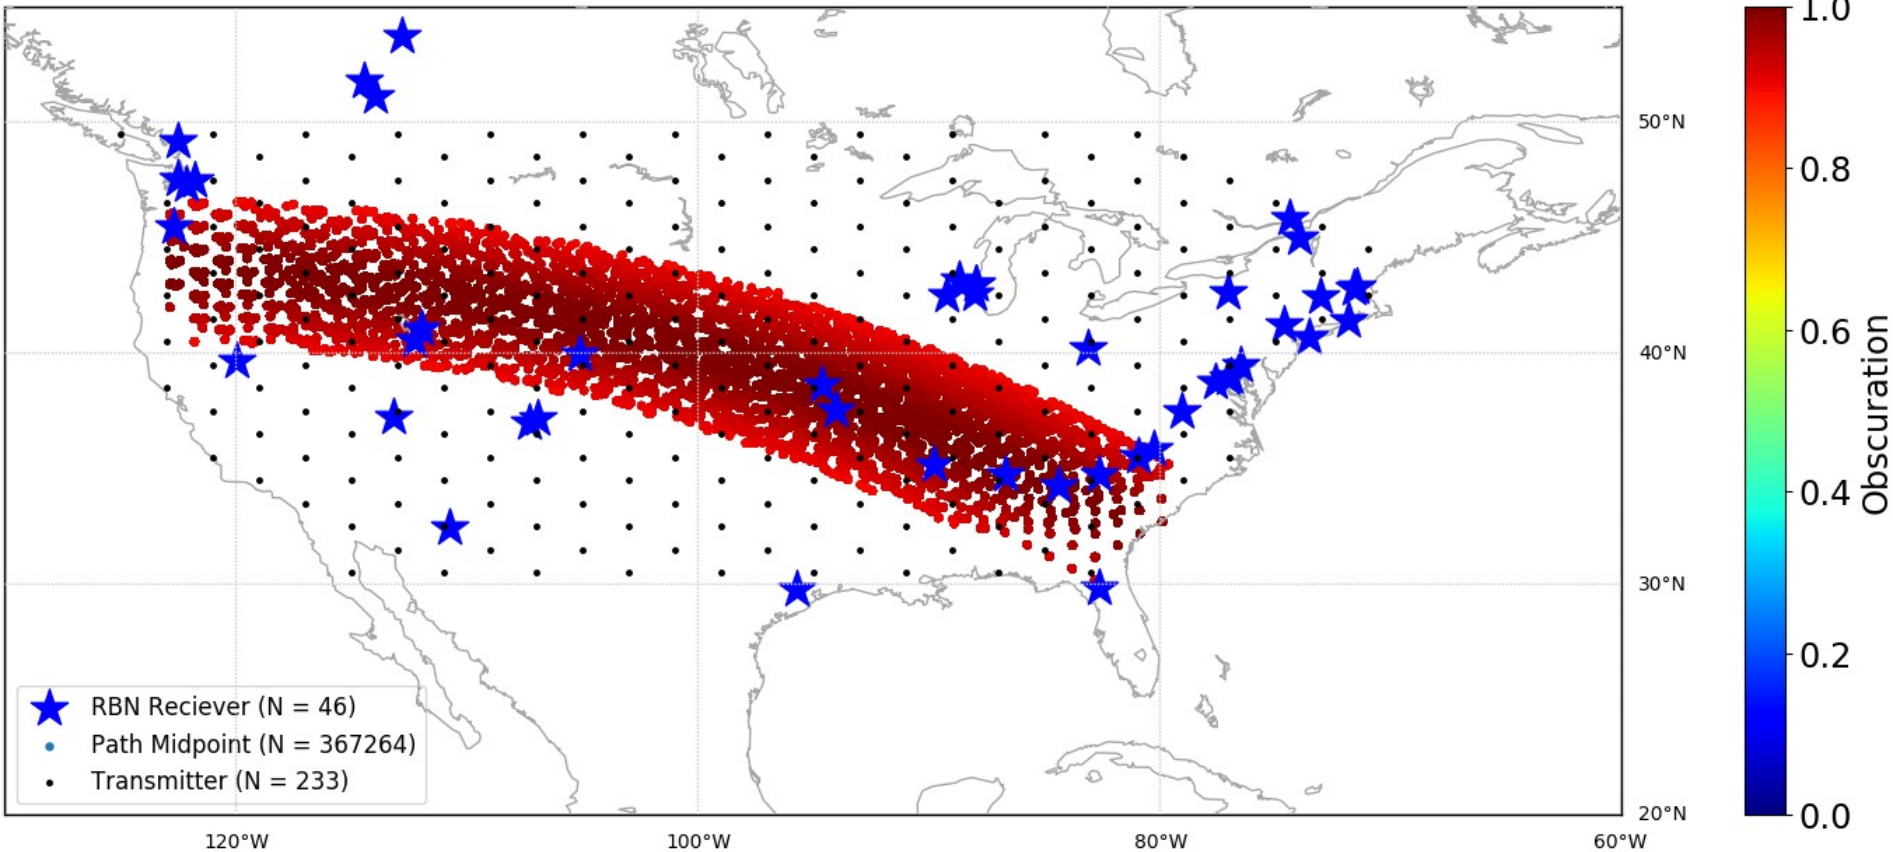 1.0
50°N
0.8
40°N
0.6
Obscuration
0.4
30°N
0.2
RBN Reciever (N = 46)
Path Midpoint (N = 367264)
Transmitter (N = 233)
20°N
0.0
120°W
100°W
80°W
60°W